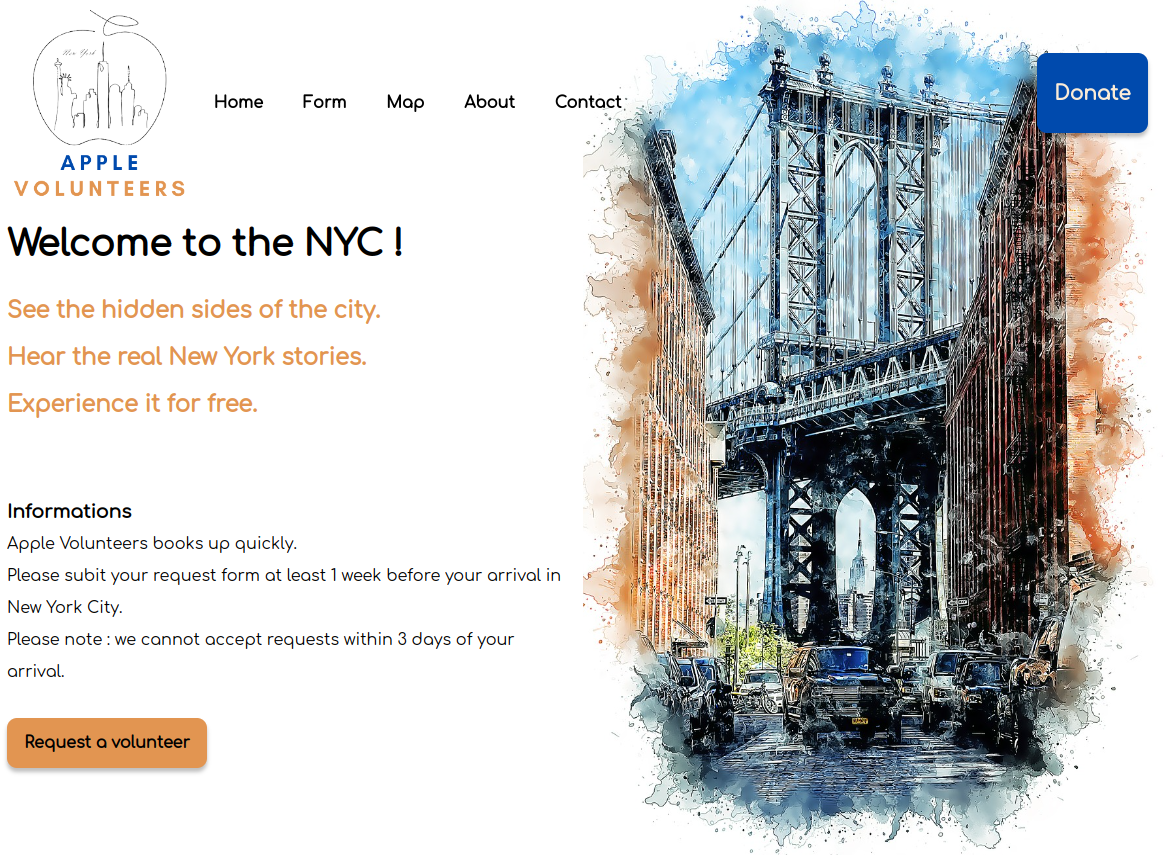 New York
APPLE
VOLUNTEERS
Home
Form
Map
About
Contact
Donate
Welcome to the NYC !
See the hidden sides of the city.
Hear the real New York stories.
Experience it for free.
Informations
Apple Volunteers books up quickly.
Please subit your request form at least 1 week before your arrival in
New York City.
Please note : we cannot accept requests within 3 days of your
arrival.
Request a volunteer